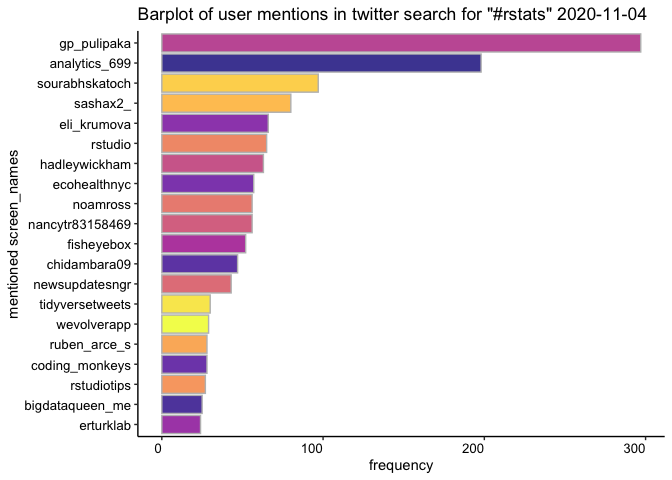 Barplot of user mentions in twitter search for "#rstats" 2020-11-04
gp_pulipaka
analytics_699
sourabhskatoch
sashax2_
eli_krumova
rstudio
hadleywickham
ecohealthnyc
noamross
nancytr83158469
fisheyebox
chidambara09
newsupdatesngr
tidyversetweets
wevolverapp
ruben_arce_s
coding_monkeys
rstudiotips
bigdataqueen_me
erturklab
mentioned screen_names
0 100 200 300
frequency